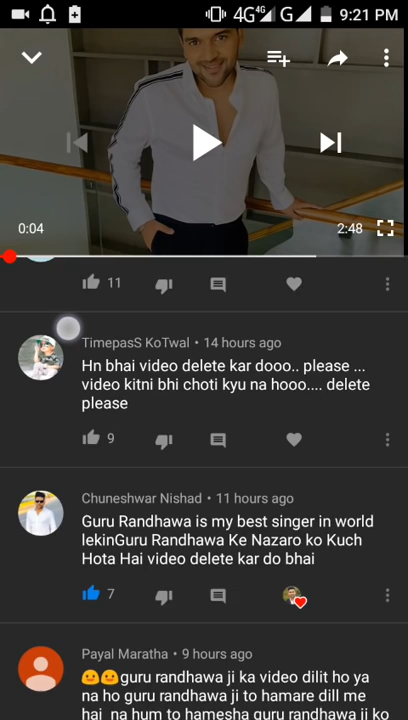 4G 4G G 9:21 PM
0:04 2:48
11
TimepasS KoTwal • 14 hours ago
Hn bhai video delete kar dooo.. please ...
video kitni bhi choti kyu na hooo.... delete
please
9
Chuneshwar Nishad • 11 hours ago
Guru Randhawa is my best singer in world
lekinGuru Randhawa Ke Nazaro ko Kuch
Hota Hai video delete kar do bhai
7
Payal Maratha • 9 hours ago
😐😐guru randhawa ji ka video dilit ho ya
na ho guru randhawa ji to hamare dill me
hai na hum to hamesha guru randhawa ji ko